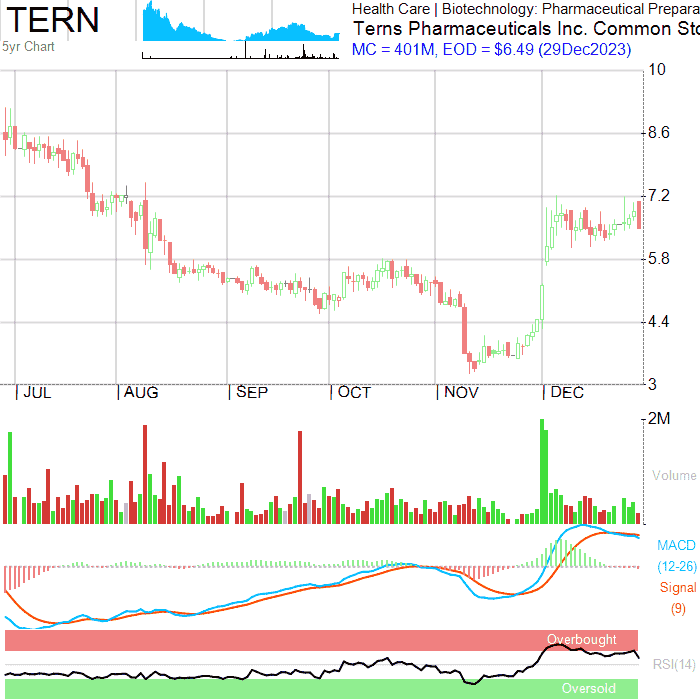 TERN
5yr Chart
Health Care | Biotechnology: Pharmaceutical Prepara
Terns Pharmaceuticals Inc. Common Sto
MC = 401M, EOD = $6.49 (29Dec2023)
10
8.6
7.2
5.8
4.4
3
JUL AUG SEP OCT NOV DEC
2M
Volume
MACD
(12-26)
Signal
(9)
Overbought
RSI(14)
Oversold